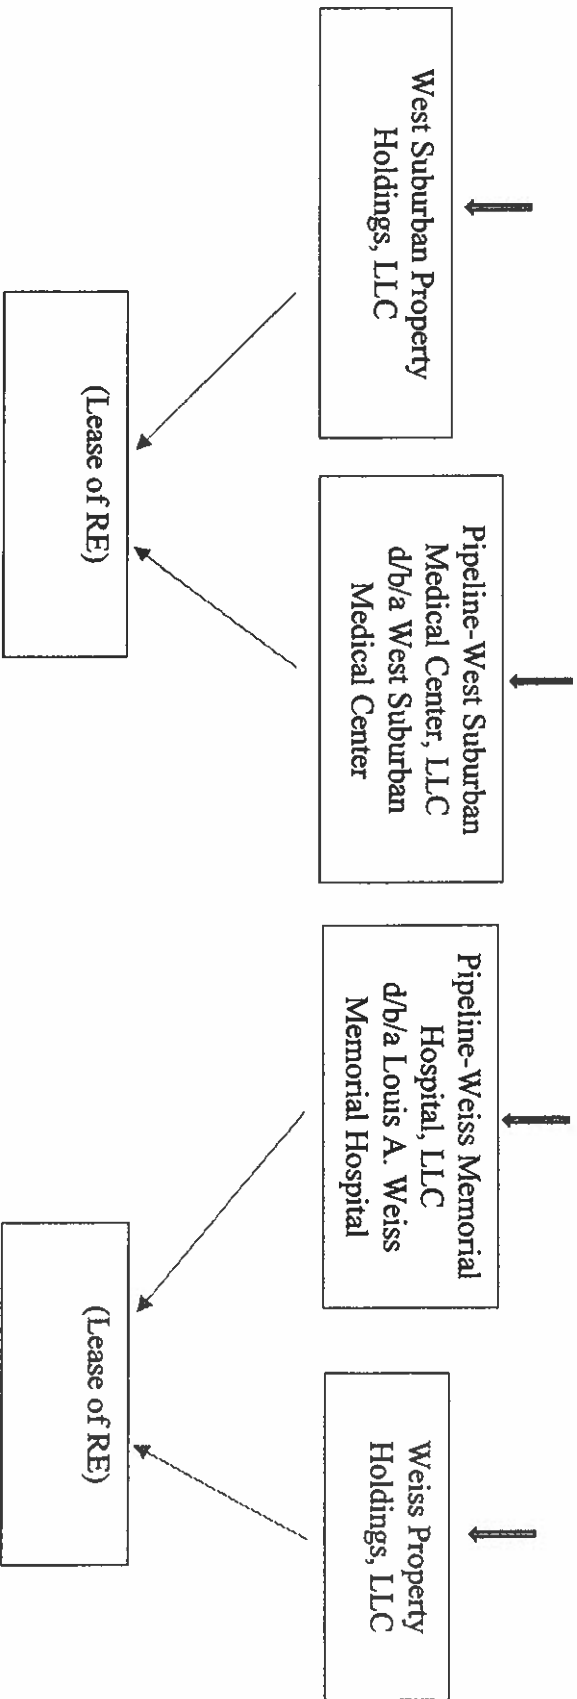 West Suburban Property
Holdings, LLC
Pipeline-West Suburban
Medical Center, LLC
d/b/a West Suburban
Medical Center
Pipeline-Weiss Memorial
Hospital, LLC
d/b/a Louis A. Weiss
Memorial Hospital
Weiss Property
Holdings, LLC
(Lease of RE)
(Lease of RE)